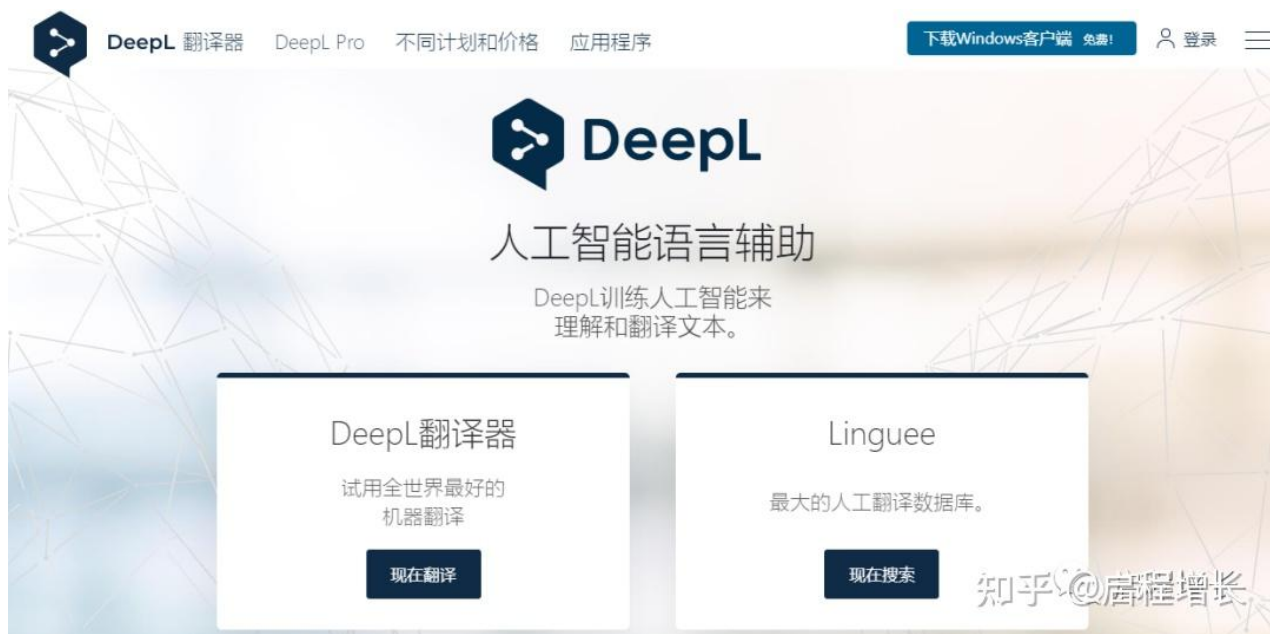 DeepL 翻译器 DeepL Pro 不同计划和价格 应用程序 下载Windows客户端 免费! 登录
DeepL
人工智能语言辅助
DeepL训练人工智能来
理解和翻译文本。
DeepL翻译器
试用全世界最好的
机器翻译
现在翻译
Linguee
最大的人工翻译数据库。
现在搜索
知乎 @启程增长